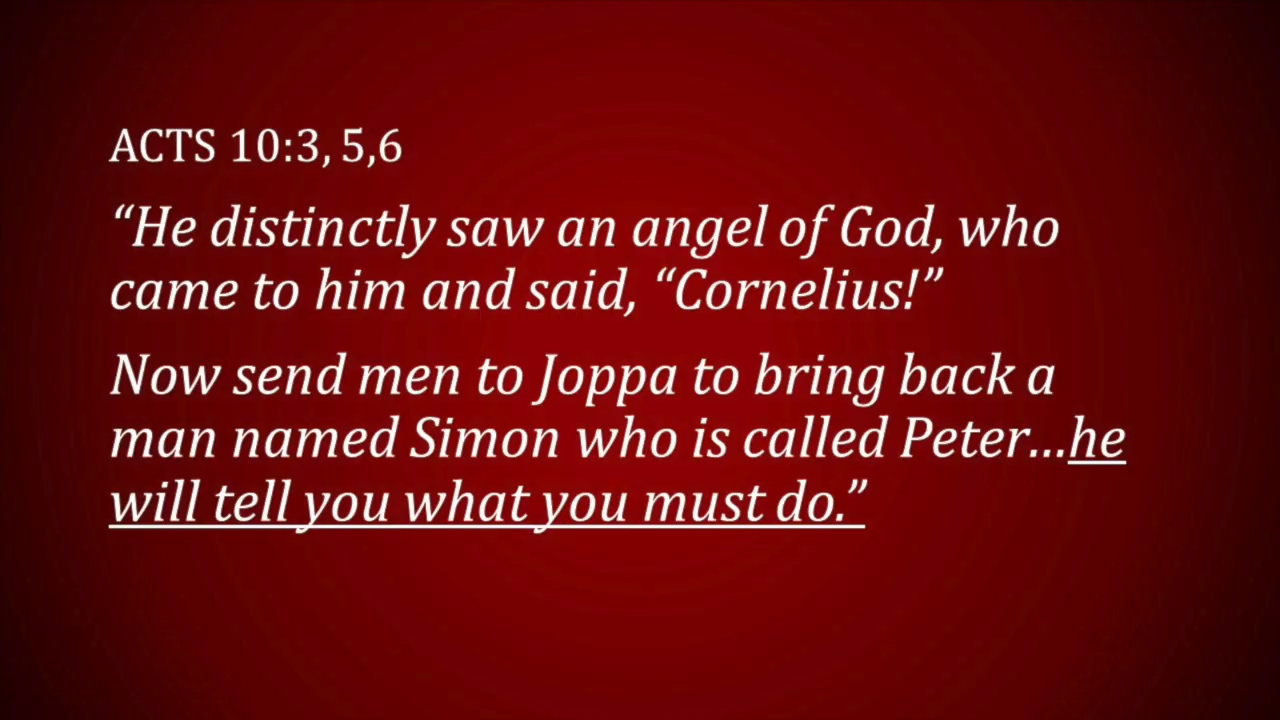 ACTS 10:3, 5,6
“He distinctly saw an angel of God, who
came to him and said, “Cornelius!”
Now send men to Joppa to bring back a
man named Simon who is called Peter…he
will tell you what you must do.”